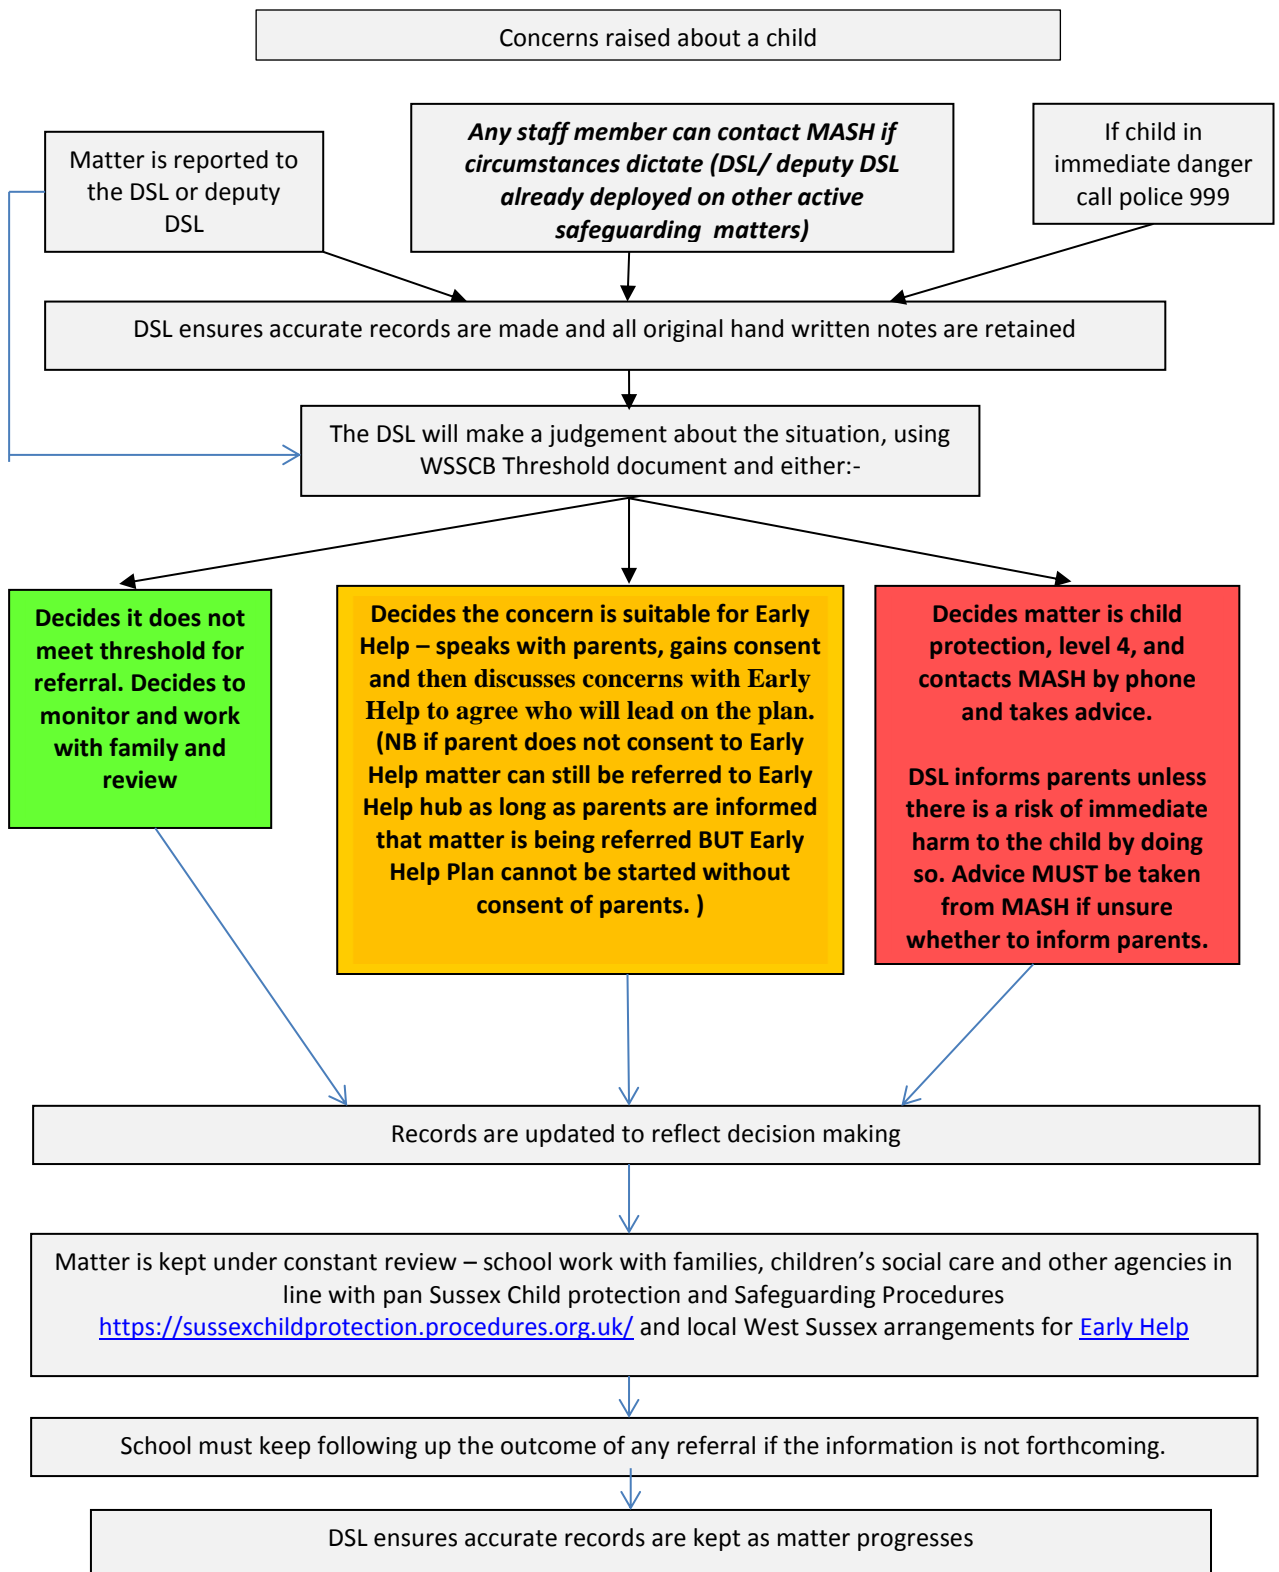 Concerns raised about a child
Matter is reported to
the DSL or deputy
DSL
Any staff member can contact MASH if
circumstances dictate (DSL/ deputy DSL
already deployed on other active
safeguarding  matters)
If child in
immediate danger
call police 999
DSL ensures accurate records are made and all original hand written notes are retained
The DSL will make a judgement about the situation, using
WSSCB Threshold document and either:-
Decides it does not
meet threshold for
referral. Decides to
monitor and work
with family and
review
Decides the concern is suitable for Early
Help – speaks with parents, gains consent
and then discusses concerns with Early
Help to agree who will lead on the plan.
(NB if parent does not consent to Early
Help matter can still be referred to Early
Help hub as long as parents are informed
that matter is being referred BUT Early
Help Plan cannot be started without
consent of parents. )
Decides matter is child
protection, level 4, and
contacts MASH by phone
and takes advice.
DSL informs parents unless
there is a risk of immediate
harm to the child by doing
so. Advice MUST be taken
from MASH if unsure
whether to inform parents.
Records are updated to reflect decision making
Matter is kept under constant review – school work with families, children’s social care and other agencies in
line with pan Sussex Child protection and Safeguarding Procedures
https://sussexchildprotection.procedures.org.uk/ and local West Sussex arrangements for Early Help
School must keep following up the outcome of any referral if the information is not forthcoming.
DSL ensures accurate records are kept as matter progresses